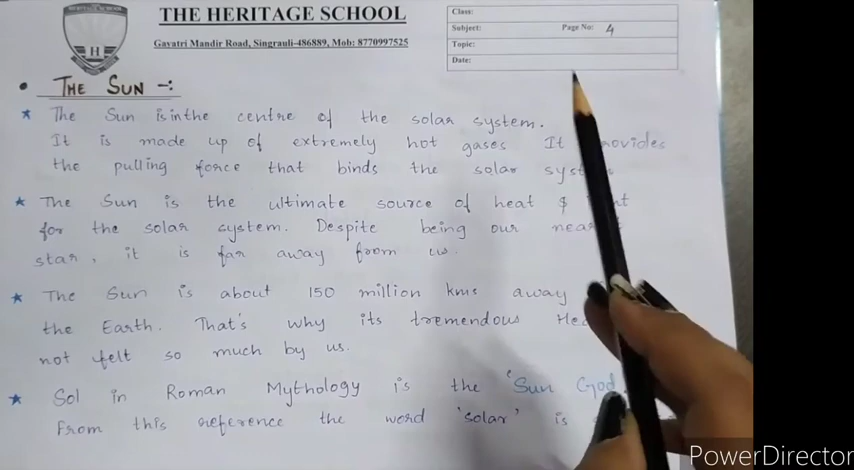 THE HERITAGE SCHOOL
Gayatri Mandir Road, Singrauli-486889, Mob: 8770997525
Class:
Subject: Page No: 4
Topic:
Date:
H
• THE SUN -:
★ The Sun is in the centre of the solar system.
It is made up of extremely hot gases It
the pulling force that binds the solar
★ The Sun is the ultimate source of heat &
for the solar system. Despite being our
star, it is far away from us.
★ The Sun is about 150 million kms away
the Earth. That's why its tremendous
not felt so much by us.
★ Sol in Roman Mythology is the 'Sun God
From this reference the word 'solar' is
PowerDirector